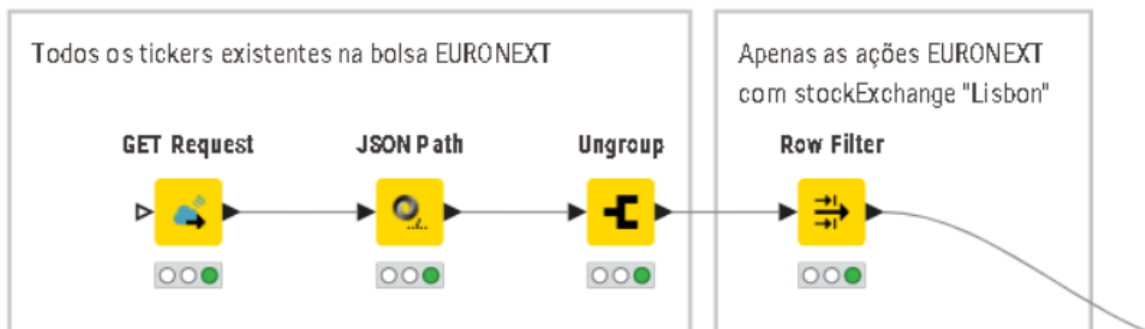 Todos os tickers existentes na bolsa EURONEXT
Apenas as ações EURONEXT
com stockExchange "Lisbon"
GET Request
JSON Path
Ungroup
Row Filter